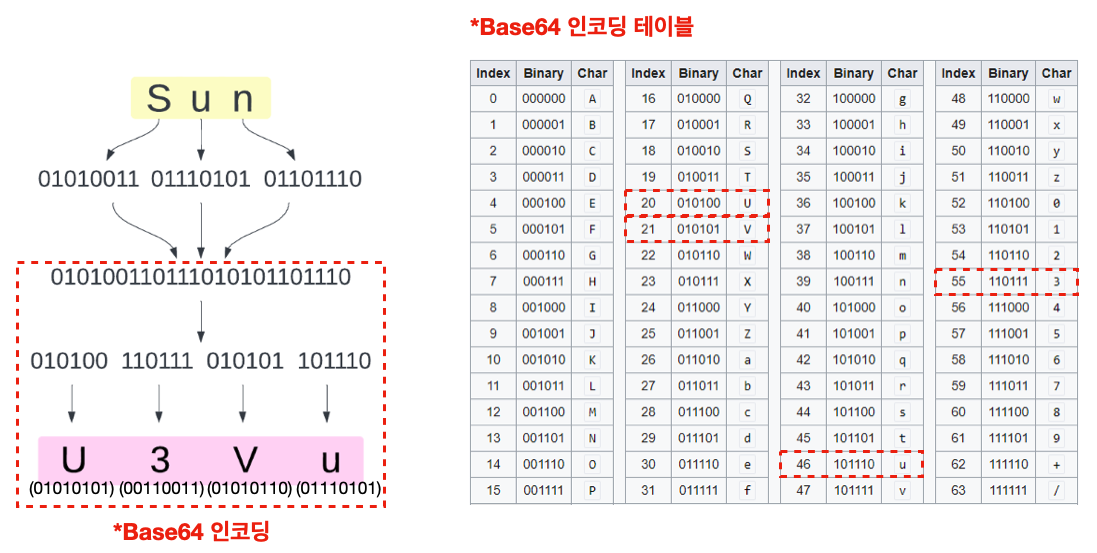 *Base64 인코딩 테이블
S u n
01010011 01110101 01101110
010100110111010101101110
010100 110111 010101 101110
U 3 V u
(01010101) (00110011) (01010110) (01110101)
*Base64 인코딩
Index Binary Char Index Binary Char Index Binary Char Index Binary Char
0 000000 A 16 010000 Q 32 100000 g 48 110000 w
1 000001 B 17 010001 R 33 100001 h 49 110001 x
2 000010 C 18 010010 S 34 100010 i 50 110010 y
3 000011 D 19 010011 T 35 100011 j 51 110011 z
4 000100 E 20 010100 U 36 100100 k 52 110100 0
5 000101 F 21 010101 V 37 100101 l 53 110101 1
6 000110 G 22 010110 W 38 100110 m 54 110110 2
7 000111 H 23 010111 X 39 100111 n 55 110111 3
8 001000 I 24 011000 Y 40 101000 o 56 111000 4
9 001001 J 25 011001 Z 41 101001 p 57 111001 5
10 001010 K 26 011010 a 42 101010 q 58 111010 6
11 001011 L 27 011011 b 43 101011 r 59 111011 7
12 001100 M 28 011100 c 44 101100 s 60 111100 8
13 001101 N 29 011101 d 45 101101 t 61 111101 9
14 001110 O 30 011110 e 46 101110 u 62 111110 +
15 001111 P 31 011111 f 47 101111 v 63 111111 /